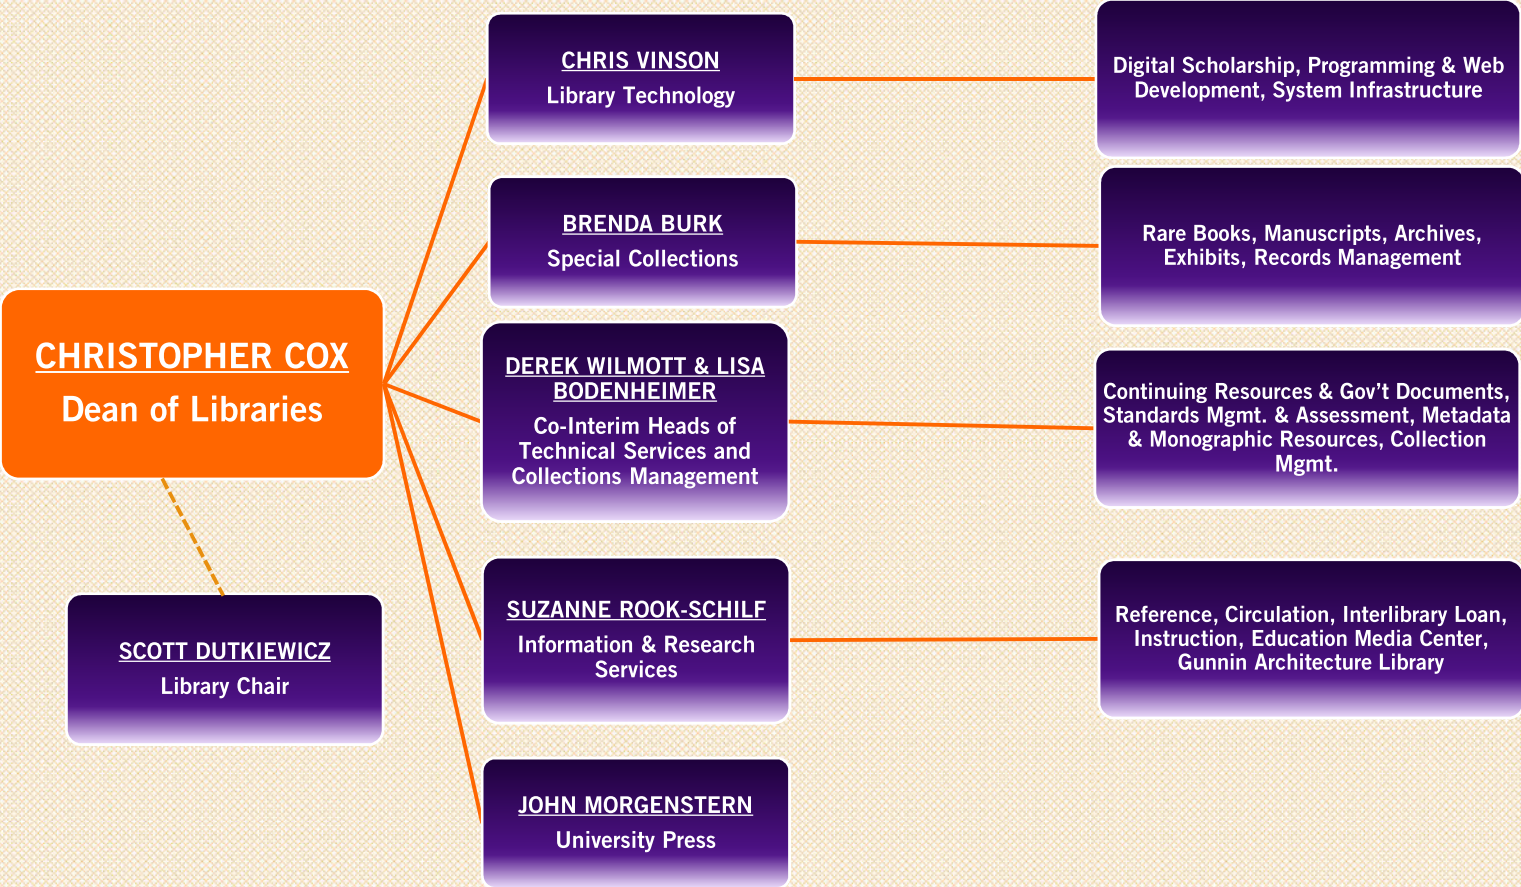 CHRISTOPHER COX
Dean of Libraries
SCOTT DUTKIEWICZ
Library Chair
CHRIS VINSON
Library Technology
Digital Scholarship, Programming & Web
Development, System Infrastructure
BRENDA BURK
Special Collections
Rare Books, Manuscripts, Archives,
Exhibits, Records Management
DEREK WILMOTT & LISA
BODENHEIMER
Co-Interim Heads of
Technical Services and
Collections Management
Continuing Resources & Gov’t Documents,
Standards Mgmt. & Assessment, Metadata
& Monographic Resources, Collection
Mgmt.
SUZANNE ROOK-SCHILF
Information & Research
Services
Reference, Circulation, Interlibrary Loan,
Instruction, Education Media Center,
Gunnin Architecture Library
JOHN MORGENSTERN
University Press